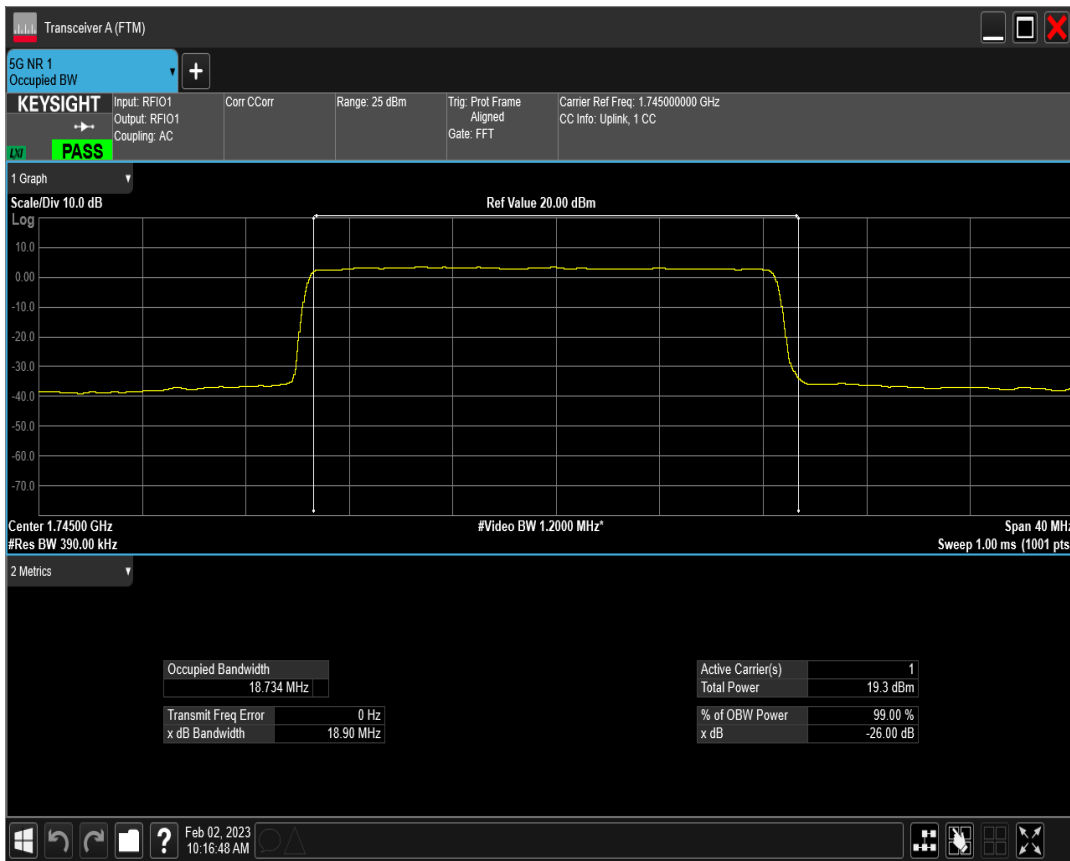 Transceiver A (FTM)
5G NR 1
Occupied BW
+
KEYSIGHT
LXI
PASS
Input: RFIO1
Output: RFIO1
Coupling: AC
Corr CCorr
Range: 25 dBm
Trig: Prot Frame
Aligned
Gate: FFT
Carrier Ref Freq: 1.745000000 GHz
CC Info: Uplink, 1 CC
1 Graph
Scale/Div 10.0 dB
Ref Value 20.00 dBm
Log
10.0
0.00
-10.0
-20.0
-30.0
-40.0
-50.0
-60.0
-70.0
Center 1.74500 GHz
#Video BW 1.2000 MHz*
Span 40 MHz
#Res BW 390.00 kHz
Sweep 1.00 ms (1001 pts
2 Metrics
Occupied Bandwidth
18.734 MHz
Transmit Freq Error 0 Hz
x dB Bandwidth 18.90 MHz
Active Carrier(s) 1
Total Power 19.3 dBm
% of OBW Power 99.00 %
x dB -26.00 dB
?
Feb 02, 2023
10:16:48 AM